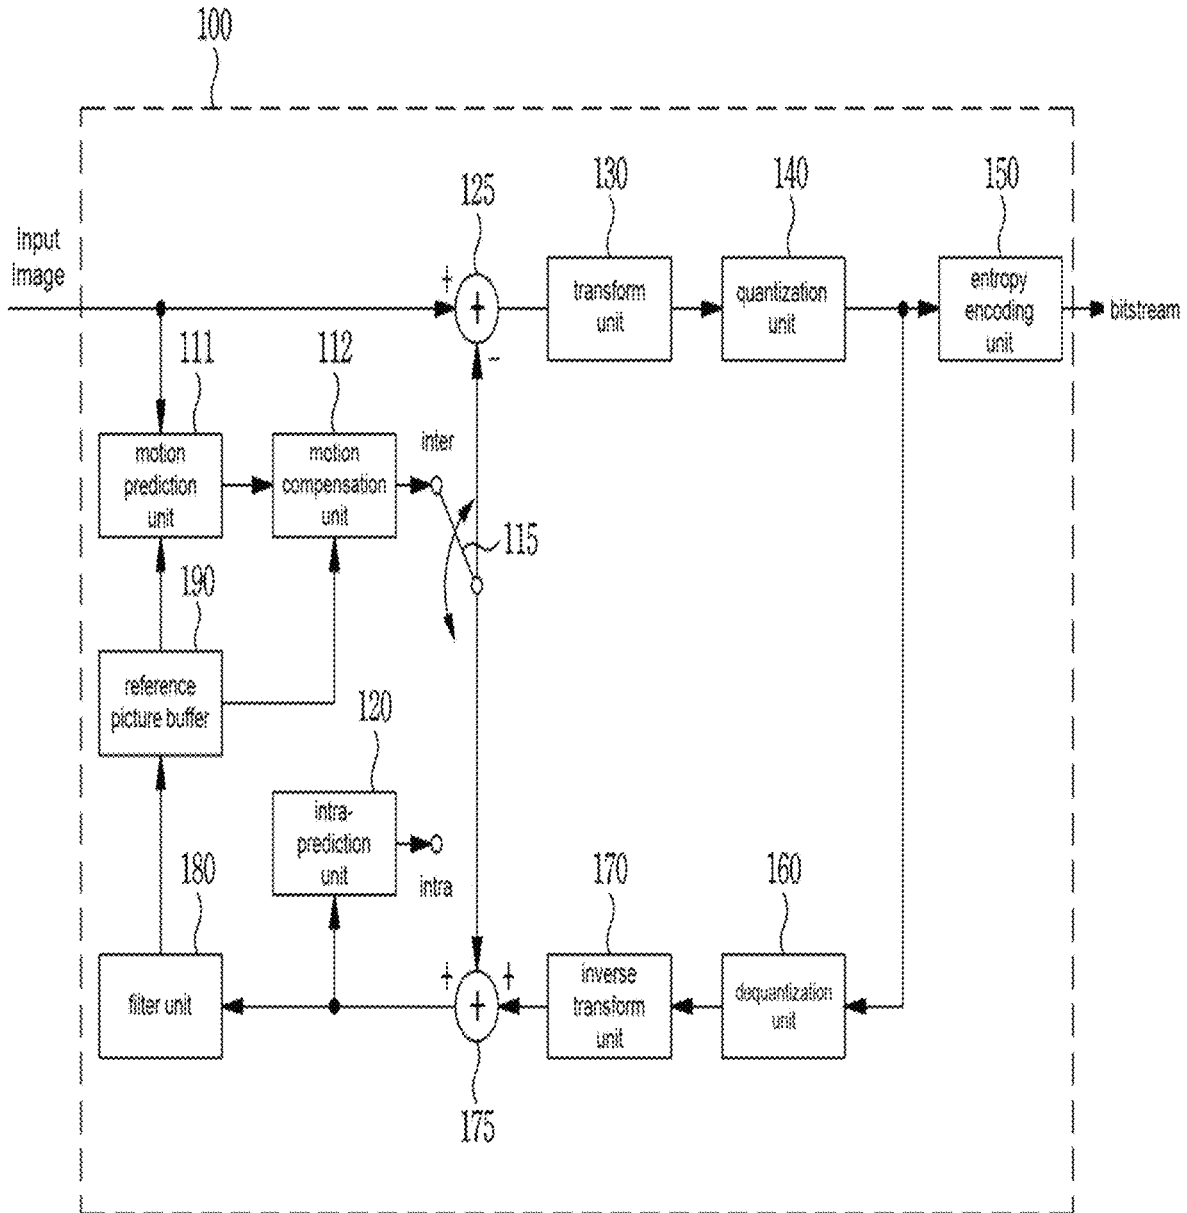 100
130
140
150
125
input
image
+
+
-
transform
unit
quantization
unit
entropy
encoding
unit
bitstream
111
112
motion
prediction
unit
motion
compensation
unit
inter
115
190
reference
picture buffer
120
intra-
prediction
unit
intra
180
170
160
filter unit
+
+
+
inverse
transform
unit
dequantization
unit
175